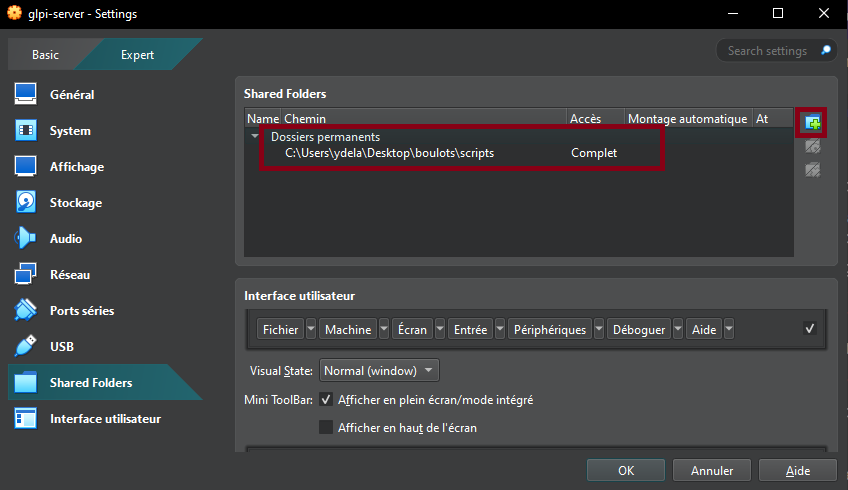 glpi-server - Settings
Basic
Expert
Search settings
Général
System
Affichage
Stockage
Audio
Réseau
Ports séries
USB
Shared Folders
Interface utilisateur
Shared Folders
Name Chemin Accès Montage automatique At
Dossiers permanents
C:\Users\ydela\Desktop\boulots\scripts Complet
Interface utilisateur
Fichier Machine Écran Entrée Périphériques Déboguer Aide
Visual State: Normal (window)
Mini ToolBar: Afficher en plein écran/mode intégré
Afficher en haut de l'écran
OK Annuler Aide